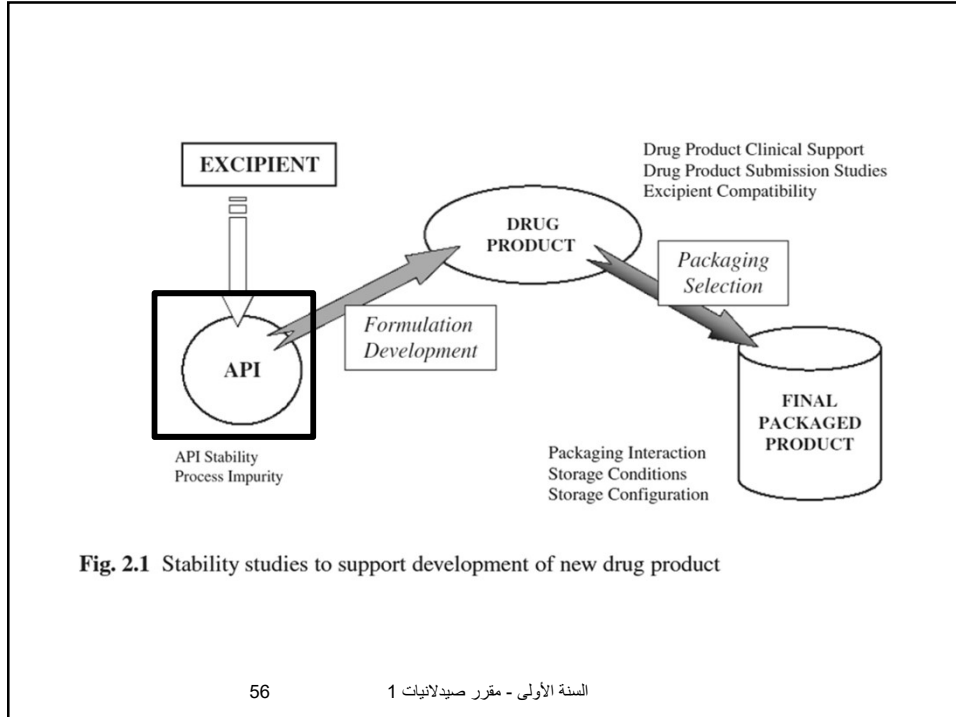 EXCIPIENT
API
API Stability
Process Impurity
Formulation
Development
DRUG
PRODUCT
Drug Product Clinical Support
Drug Product Submission Studies
Excipient Compatibility
Packaging
Selection
FINAL
PACKAGED
PRODUCT
Packaging Interaction
Storage Conditions
Storage Configuration
Fig. 2.1 Stability studies to support development of new drug product
السنة الأولى - مقرر صيدلانيات 1
56